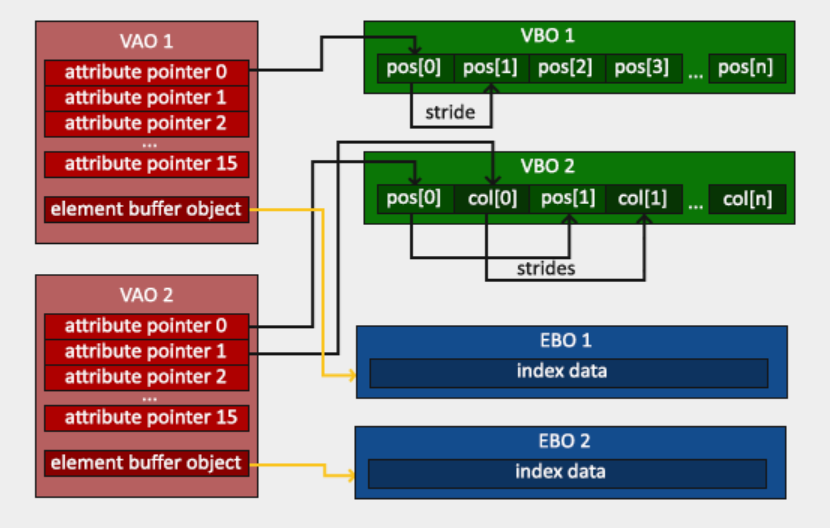 VAO 1
attribute pointer 0
attribute pointer 1
attribute pointer 2
...
attribute pointer 15
element buffer object
VBO 1
pos[0] pos[1] pos[2] pos[3] ... pos[n]
stride
VBO 2
pos[0] col[0] pos[1] col[1] ... col[n]
strides
VAO 2
attribute pointer 0
attribute pointer 1
attribute pointer 2
...
attribute pointer 15
element buffer object
EBO 1
index data
EBO 2
index data